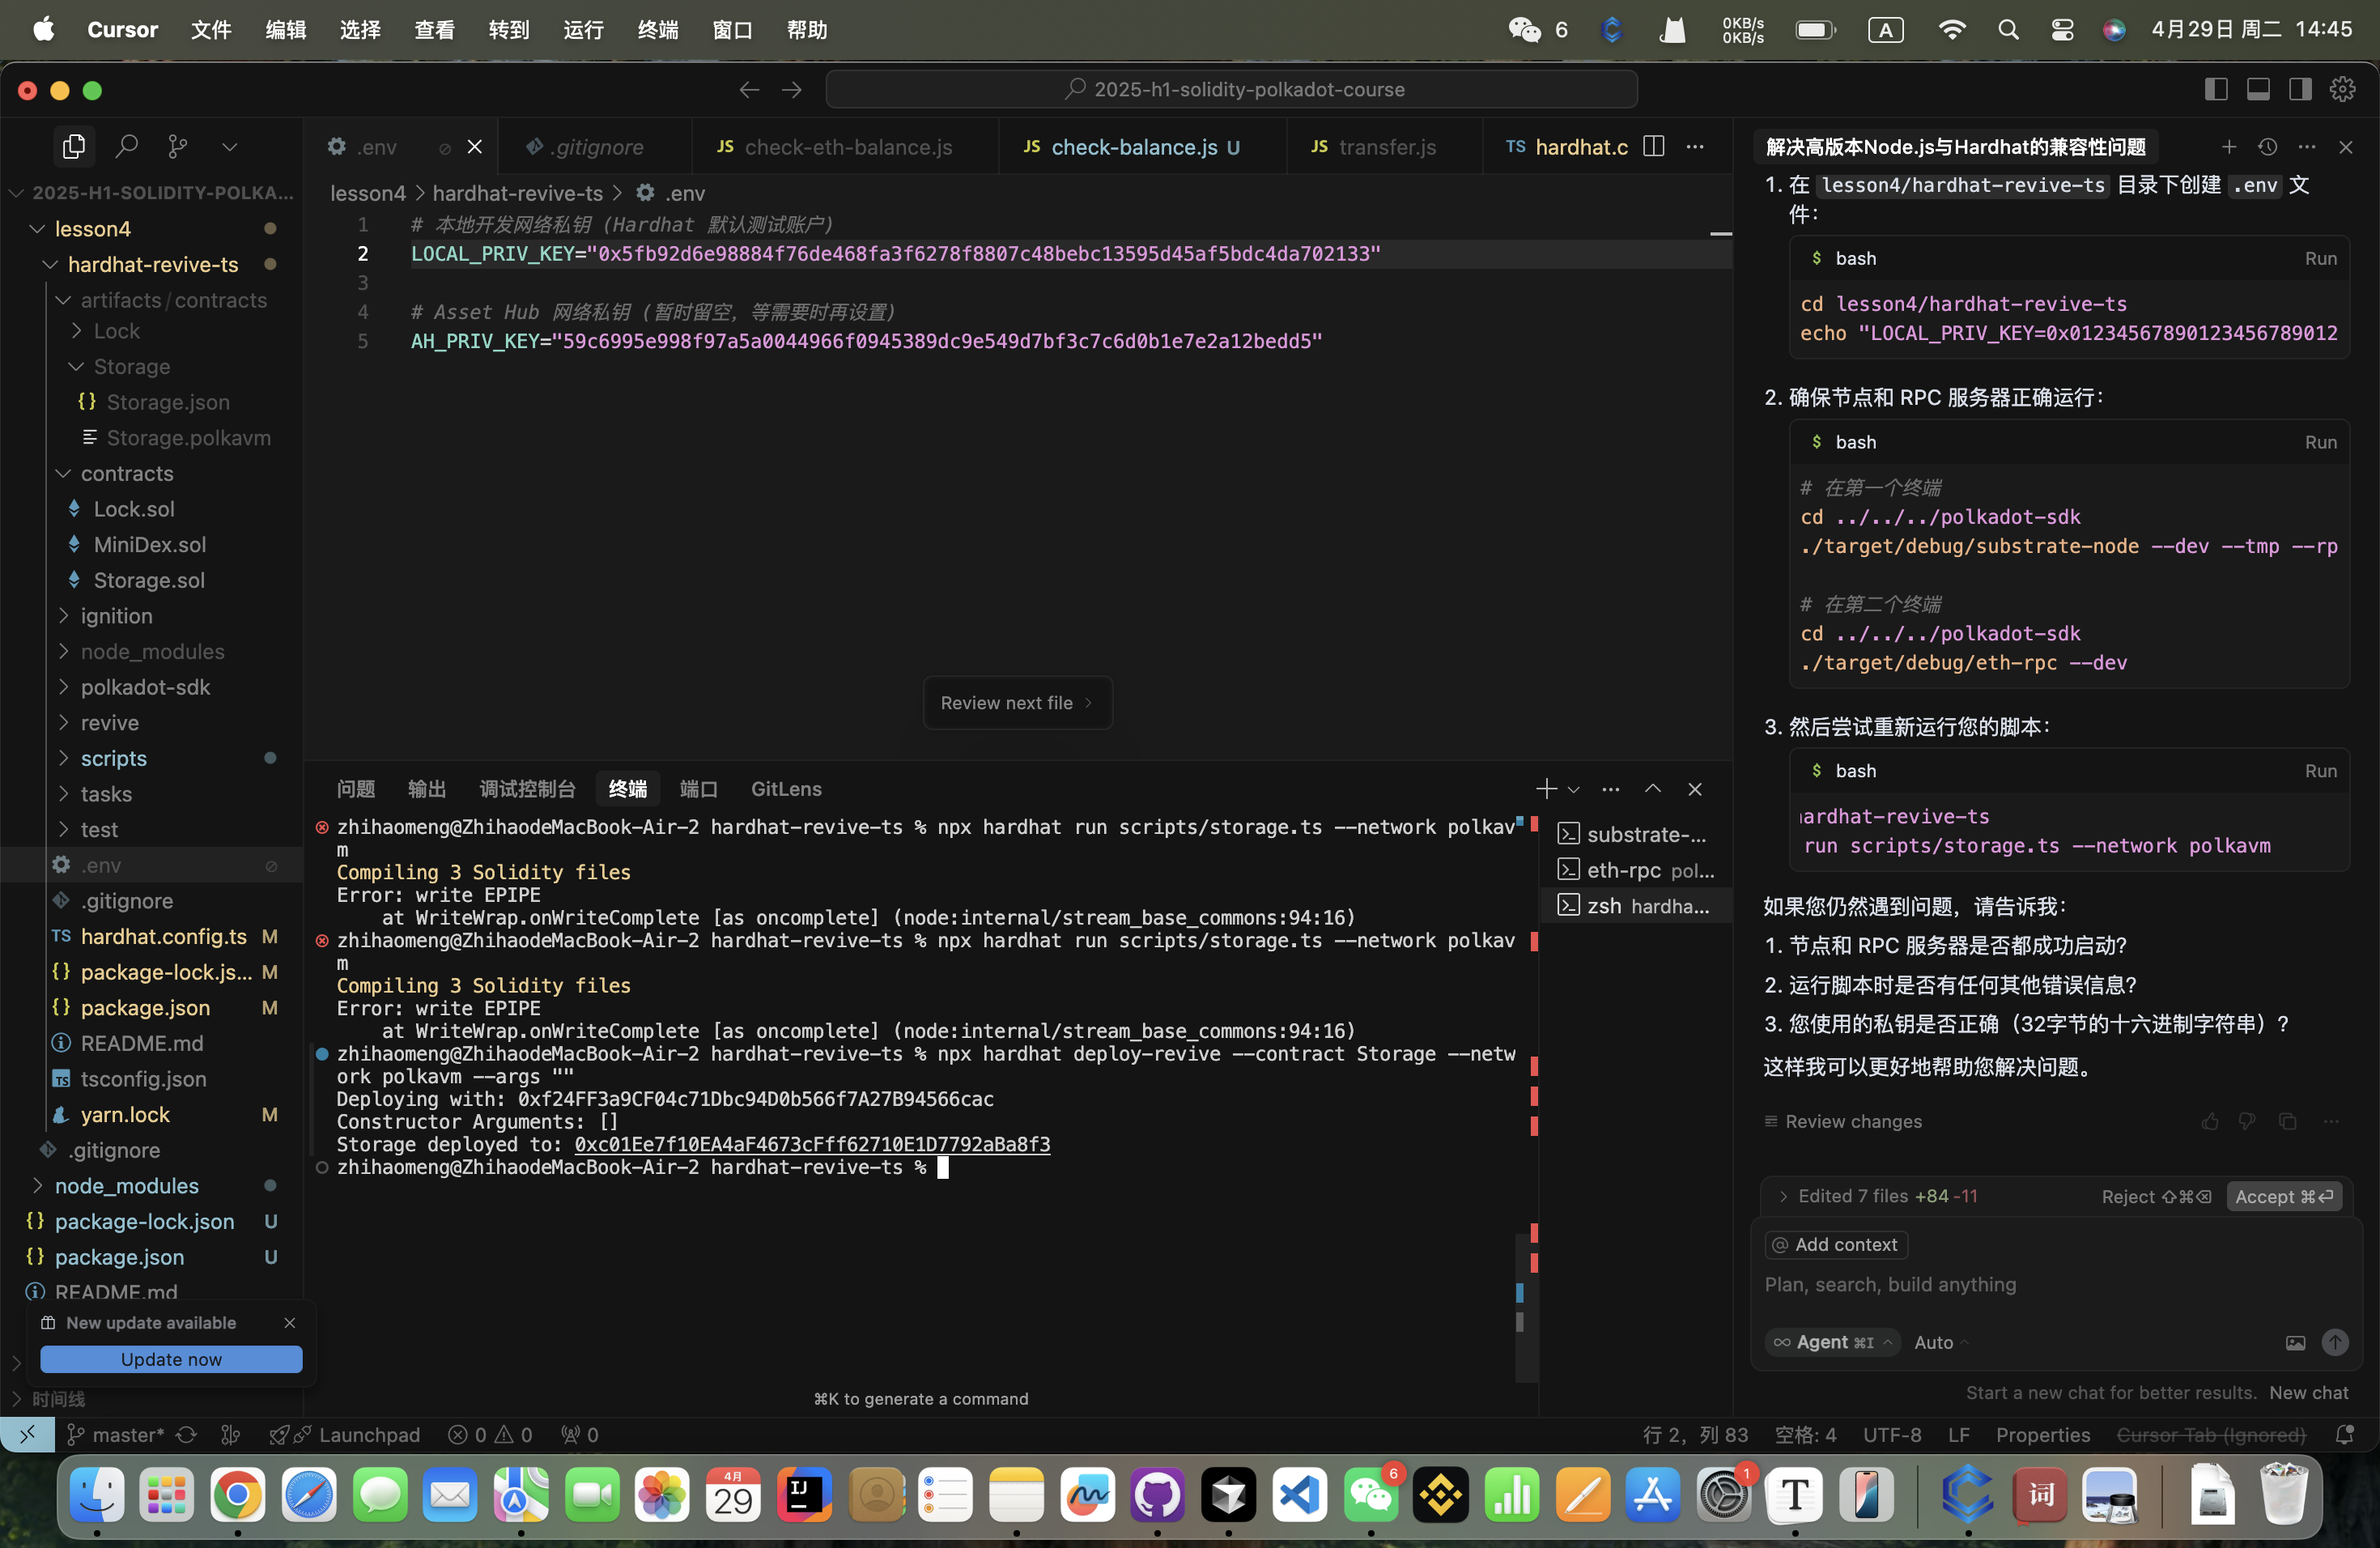 Cursor 文件 编辑 选择 查看 转到 运行 终端 窗口 帮助 6 0KB/s 0KB/s A 4月29日 周二 14:45
2025-h1-solidity-polkadot-course
.env .gitignore JS check-eth-balance.js JS check-balance.js U JS transfer.js TS hardhat.c
lesson4 > hardhat-revive-ts > .env
1 # 本地开发网络私钥 (Hardhat 默认测试账户)
2 LOCAL_PRIV_KEY="0x5fb92d6e98884f76de468fa3f6278f8807c48bebc13595d45af5bdc4da702133"
3
4 # Asset Hub 网络私钥 (暂时留空, 等需要时再设置)
5 AH_PRIV_KEY="59c6995e998f97a5a0044966f0945389dc9e549d7bf3c7c6d0b1e7e2a12bedd5"
Review next file
2025-H1-SOLIDITY-POLKA...
lesson4
hardhat-revive-ts
artifacts/contracts
Lock
Storage
{} Storage.json
Storage.polkavm
contracts
Lock.sol
MiniDex.sol
Storage.sol
ignition
node_modules
polkadot-sdk
revive
scripts
tasks
test
.env
.gitignore
TS hardhat.config.ts M
{} package-lock.js... M
{} package.json M
README.md
TS tsconfig.json
yarn.lock M
.gitignore
node_modules
{} package-lock.json U
{} package.json U
README.md
New update available
Update now
时间线
问题 输出 调试控制台 终端 端口 GitLens
zhihaomeng@ZhihaodeMacBook-Air-2 hardhat-revive-ts % npx hardhat run scripts/storage.ts --network polkav
m
Compiling 3 Solidity files
Error: write EPIPE
at WriteWrap.onWriteComplete [as oncomplete] (node:internal/stream_base_commons:94:16)
zhihaomeng@ZhihaodeMacBook-Air-2 hardhat-revive-ts % npx hardhat run scripts/storage.ts --network polkav
m
Compiling 3 Solidity files
Error: write EPIPE
at WriteWrap.onWriteComplete [as oncomplete] (node:internal/stream_base_commons:94:16)
zhihaomeng@ZhihaodeMacBook-Air-2 hardhat-revive-ts % npx hardhat deploy-revive --contract Storage --netw
ork polkavm --args ""
Deploying with: 0xf24FF3a9CF04c71Dbc94D0b566f7A27B94566cac
Constructor Arguments: []
Storage deployed to: 0xc01Ee7f10EA4aF4673cFff62710E1D7792aBa8f3
zhihaomeng@ZhihaodeMacBook-Air-2 hardhat-revive-ts %
substrate-...
eth-rpc pol...
zsh hardha...
⌘K to generate a command
解决高版本Node.js与Hardhat的兼容性问题
1. 在 lesson4/hardhat-revive-ts 目录下创建 .env 文
件：
$ bash Run
cd lesson4/hardhat-revive-ts
echo "LOCAL_PRIV_KEY=0x01234567890123456789012
2. 确保节点和 RPC 服务器正确运行：
$ bash Run
# 在第一个终端
cd ../../../polkadot-sdk
./target/debug/substrate-node --dev --tmp --rp
# 在第二个终端
cd ../../../polkadot-sdk
./target/debug/eth-rpc --dev
3. 然后尝试重新运行您的脚本：
$ bash Run
ardhat-revive-ts
run scripts/storage.ts --network polkavm
如果您仍然遇到问题，请告诉我：
1. 节点和 RPC 服务器是否都成功启动？
2. 运行脚本时是否有任何其他错误信息？
3. 您使用的私钥是否正确（32字节的十六进制字符串）？
这样我可以更好地帮助您解决问题。
Review changes
Edited 7 files +84 -11 Reject ⇧⌘⌫ Accept ⌘⏎
@ Add context
Plan, search, build anything
∞ Agent ⌘I Auto
Start a new chat for better results. New chat
master* Launchpad 0 0 0 行 2，列 83 空格: 4 UTF-8 LF Properties Cursor Tab (Ignored)
4月 29 IJ 6 1 T 词